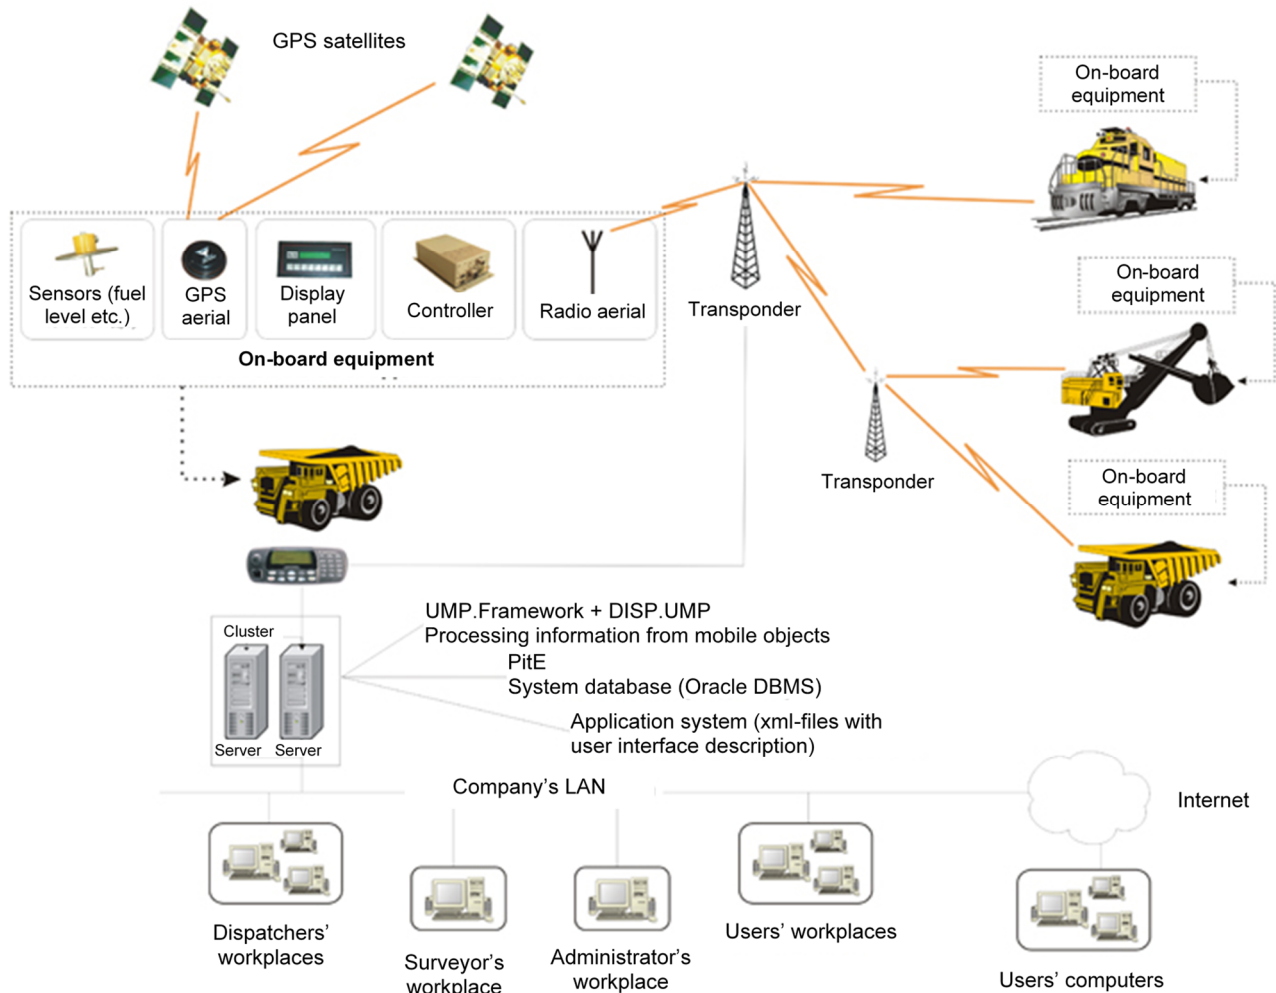 GPS satellites
On-board
equipment
Sensors (fuel
level etc.)
GPS
aerial
Display
panel
Controller
Radio aerial
On-board equipment
Transponder
On-board
equipment
Transponder
On-board
equipment
UMP.Framework + DISP.UMP
Processing information from mobile objects
PitE
System database (Oracle DBMS)
Application system (xml-files with
user interface description)
Cluster
Server
Server
Company’s LAN
Internet
Dispatchers’
workplaces
Surveyor’s
workplace
Administrator’s
workplace
Users’ workplaces
Users’ computers